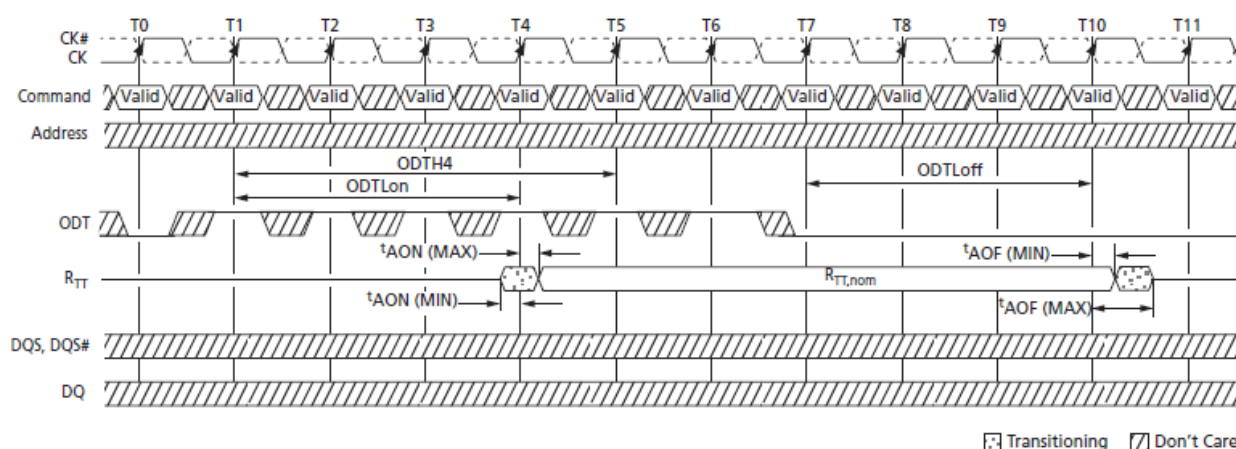 T0 T1 T2 T3 T4 T5 T6 T7 T8 T9 T10 T11
CK#
CK
Command Valid Valid Valid Valid Valid Valid Valid Valid Valid Valid Valid Valid
Address
ODTH4
ODTLoff
ODTLon
ODT
tAON (MAX) tAOF (MIN)
RTT RTT,nom
tAON (MIN) tAOF (MAX)
DQS, DQS#
DQ
Transitioning Don't Care